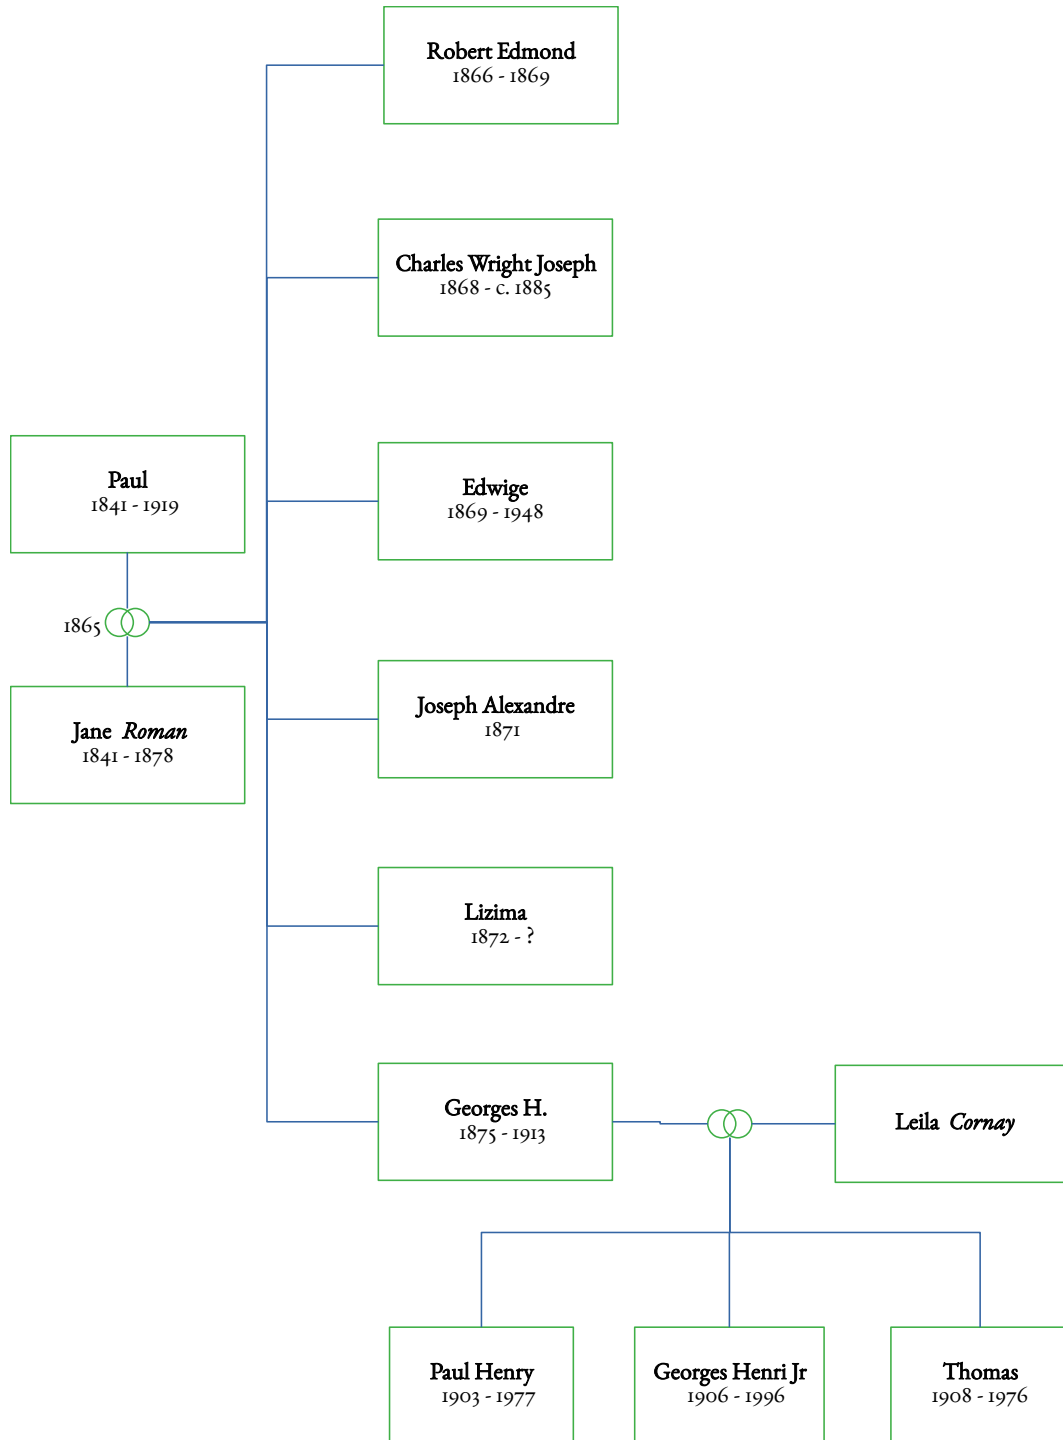 Robert Edmond
1866 - 1869
Charles Wright Joseph
1868 - c. 1885
Paul
1841 - 1919
Edwige
1869 - 1948
1865
Jane Roman
1841 - 1878
Joseph Alexandre
1871
Lizima
1872 - ?
Georges H.
1875 - 1913
Leila Cornay
Paul Henry
1903 - 1977
Georges Henri Jr
1906 - 1996
Thomas
1908 - 1976